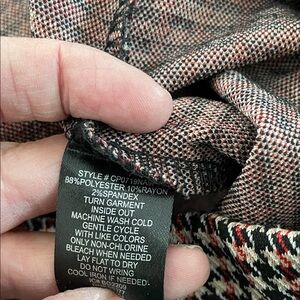 STYLE #
88%POLYESTER,10%RAYON
2%SPANDEX
TURN GARMENT
INSIDE OUT
MACHINE WASH COLD
GENTLE CYCLE
WITH LIKE COLORS
ONLY NON-CHLORINE
BLEACH WHEN NEEDED
LAY FLAT TO DRY
DO NOT WRING
COOL IRON IF NEEDED